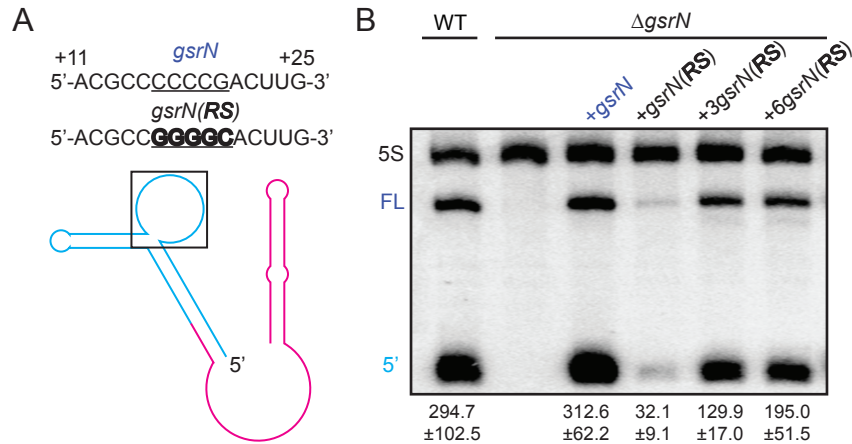 A
+11 gsrN +25
5’-ACGCCCCCCGACUUG-3’
gsrN(RS)
5’-ACGCCGGGGCACUUG-3’
5’
B
WT ΔgsrN
+gsrN +gsrN(RS) +3gsrN(RS) +6gsrN(RS)
5S
FL
5’
294.7 312.6 32.1 129.9 195.0
±102.5 ±62.2 ±9.1 ±17.0 ±51.5